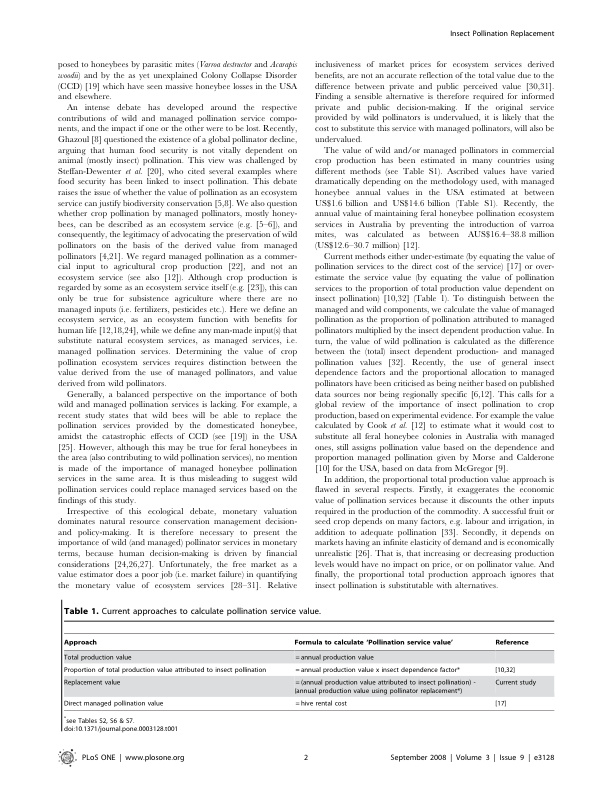 Insect Pollination Replacement
posed to honeybees by parasitic mites (Varroa destructor and Acarapis
woodii) and by the as yet unexplained Colony Collapse Disorder
(CCD) [19] which have seen massive honeybee losses in the USA
and elsewhere.
An intense debate has developed around the respective
contributions of wild and managed pollination service compo-
nents, and the impact if one or the other were to be lost. Recently,
Ghazoul [8] questioned the existence of a global pollinator decline,
arguing that human food security is not vitally dependent on
animal (mostly insect) pollination. This view was challenged by
Steffan-Dewenter et al. [20], who cited several examples where
food security has been linked to insect pollination. This debate
raises the issue of whether the value of pollination as an ecosystem
service can justify biodiversity conservation [5,8]. We also question
whether crop pollination by managed pollinators, mostly honey-
bees, can be described as an ecosystem service (e.g. [5–6]), and
consequently, the legitimacy of advocating the preservation of wild
pollinators on the basis of the derived value from managed
pollinators [4,21]. We regard managed pollination as a commer-
cial input to agricultural crop production [22], and not an
ecosystem service (see also [12]). Although crop production is
regarded by some as an ecosystem service itself (e.g. [23]), this can
only be true for subsistence agriculture where there are no
managed inputs (i.e. fertilizers, pesticides etc.). Here we define an
ecosystem service, as an ecosystem function with benefits for
human life [12,18,24], while we define any man-made input(s) that
substitute natural ecosystem services, as managed services, i.e.
managed pollination services. Determining the value of crop
pollination ecosystem services requires distinction between the
value derived from the use of managed pollinators, and value
derived from wild pollinators.
Generally, a balanced perspective on the importance of both
wild and managed pollination services is lacking. For example, a
recent study states that wild bees will be able to replace the
pollination services provided by the domesticated honeybee,
amidst the catastrophic effects of CCD (see [19]) in the USA
[25]. However, although this may be true for feral honeybees in
the area (also contributing to wild pollination services), no mention
is made of the importance of managed honeybee pollination
services in the same area. It is thus misleading to suggest wild
pollination services could replace managed services based on the
findings of this study.
Irrespective of this ecological debate, monetary valuation
dominates natural resource conservation management decision-
and policy-making. It is therefore necessary to present the
importance of wild (and managed) pollinator services in monetary
terms, because human decision-making is driven by financial
considerations [24,26,27]. Unfortunately, the free market as a
value estimator does a poor job (i.e. market failure) in quantifying
the monetary value of ecosystem services [28–31]. Relative
inclusiveness of market prices for ecosystem services derived
benefits, are not an accurate reflection of the total value due to the
difference between private and public perceived value [30,31].
Finding a sensible alternative is therefore required for informed
private and public decision-making. If the original service
provided by wild pollinators is undervalued, it is likely that the
cost to substitute this service with managed pollinators, will also be
undervalued.
The value of wild and/or managed pollinators in commercial
crop production has been estimated in many countries using
different methods (see Table S1). Ascribed values have varied
dramatically depending on the methodology used, with managed
honeybee annual values in the USA estimated at between
US$1.6 billion and US$14.6 billion (Table S1). Recently, the
annual value of maintaining feral honeybee pollination ecosystem
services in Australia by preventing the introduction of varroa
mites, was calculated as between AUS$16.4–38.8 million
(US$12.6–30.7 million) [12].
Current methods either under-estimate (by equating the value of
pollination services to the direct cost of the service) [17] or over-
estimate the service value (by equating the value of pollination
services to the proportion of total production value dependent on
insect pollination) [10,32] (Table 1). To distinguish between the
managed and wild components, we calculate the value of managed
pollination as the proportion of pollination attributed to managed
pollinators multiplied by the insect dependent production value. In
turn, the value of wild pollination is calculated as the difference
between the (total) insect dependent production- and managed
pollination values [32]. Recently, the use of general insect
dependence factors and the proportional allocation to managed
pollinators have been criticised as being neither based on published
data sources nor being regionally specific [6,12]. This calls for a
global review of the importance of insect pollination to crop
production, based on experimental evidence. For example the value
calculated by Cook et al. [12] to estimate what it would cost to
substitute all feral honeybee colonies in Australia with managed
ones, still assigns pollination value based on the dependence and
proportion managed pollination given by Morse and Calderone
[10] for the USA, based on data from McGregor [9].
In addition, the proportional total production value approach is
flawed in several respects. Firstly, it exaggerates the economic
value of pollination services because it discounts the other inputs
required in the production of the commodity. A successful fruit or
seed crop depends on many factors, e.g. labour and irrigation, in
addition to adequate pollination [33]. Secondly, it depends on
markets having an infinite elasticity of demand and is economically
unrealistic [26]. That is, that increasing or decreasing production
levels would have no impact on price, or on pollinator value. And
finally, the proportional total production approach ignores that
insect pollination is substitutable with alternatives.
Table 1. Current approaches to calculate pollination service value.
Approach Formula to calculate ‘Pollination service value’ Reference
Total production value = annual production value
Proportion of total production value attributed to insect pollination = annual production value x insect dependence factor* [10,32]
Replacement value = (annual production value attributed to insect pollination) - Current study
(annual production value using pollinator replacement*)
Direct managed pollination value = hive rental cost [17]
*see Tables S2, S6 & S7.
doi:10.1371/journal.pone.0003128.t001
PLoS ONE | www.plosone.org 2 September 2008 | Volume 3 | Issue 9 | e3128